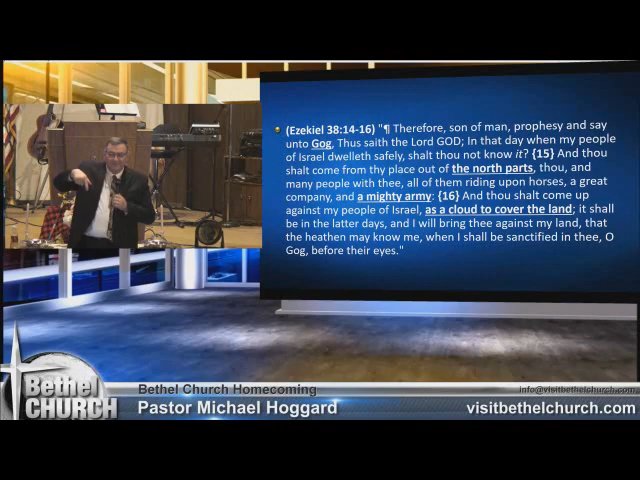 (Ezekiel 38:14-16) "¶ Therefore, son of man, prophesy and say
unto Gog, Thus saith the Lord GOD; In that day when my people
of Israel dwelleth safely, shalt thou not know it? {15} And thou
shalt come from thy place out of the north parts, thou, and
many people with thee, all of them riding upon horses, a great
company, and a mighty army: {16} And thou shalt come up
against my people of Israel, as a cloud to cover the land; it shall
be in the latter days, and I will bring thee against my land, that
the heathen may know me, when I shall be sanctified in thee, O
Gog, before their eyes."
Bethel
CHURCH
Bethel Church Homecoming
info@visitbethelchurch.com
Pastor Michael Hoggard
visitbethelchurch.com